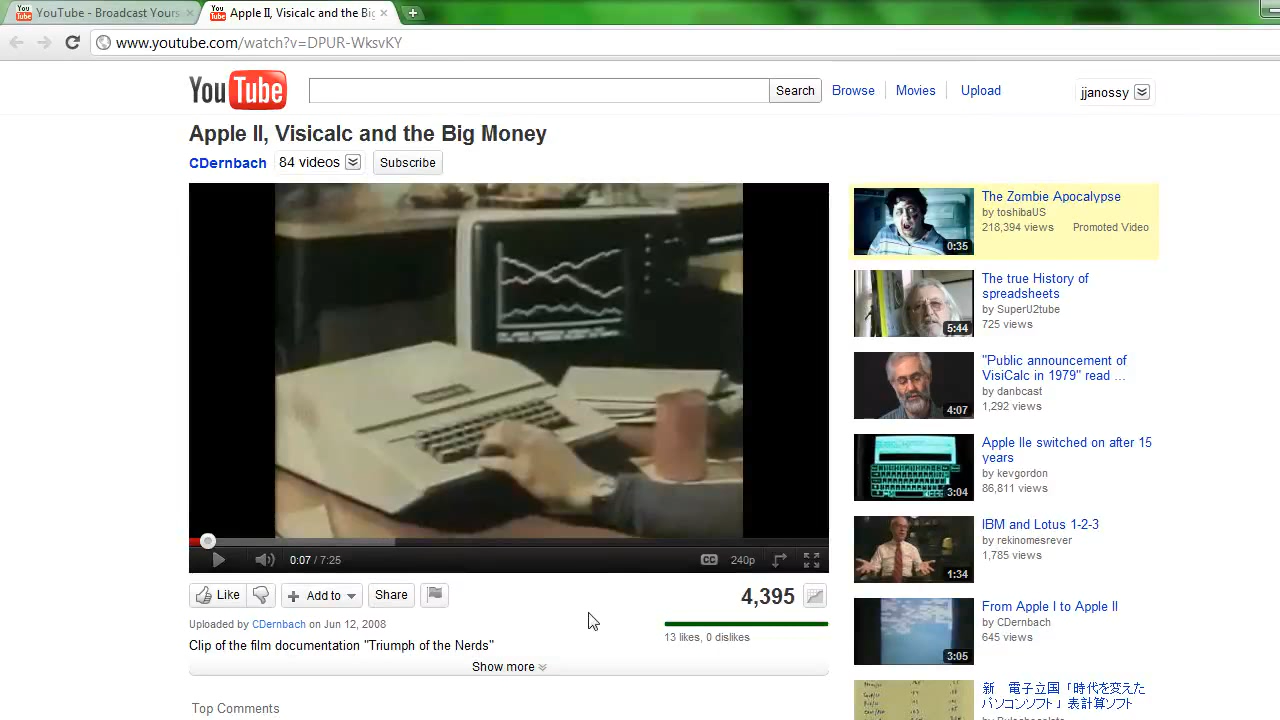 YouTube - Broadcast Yours
Apple II, Visicalc and the Big
www.youtube.com/watch?v=DPUR-WksvKY
YouTube
Search
Browse
Movies
Upload
jjanossy
Apple II, Visicalc and the Big Money
CDernbach
84 videos
Subscribe
The Zombie Apocalypse
by toshibaUS
218,394 views
Promoted Video
0:35
The true History of
spreadsheets
by SuperU2tube
725 views
5:44
"Public announcement of
VisiCalc in 1979" read ...
by danbcast
1,292 views
4:07
Apple IIe switched on after 15
years
by kevgordon
86,811 views
3:04
IBM and Lotus 1-2-3
by rekinomesrever
1,785 views
1:34
From Apple I to Apple II
by CDernbach
645 views
3:05
新 電子立国「時代を変えた
パソコンソフト」表計算ソフト
0:07 / 7:25
CC
240p
Like
Add to
Share
4,395
Uploaded by CDernbach on Jun 12, 2008
13 likes, 0 dislikes
Clip of the film documentation "Triumph of the Nerds"
Show more
Top Comments